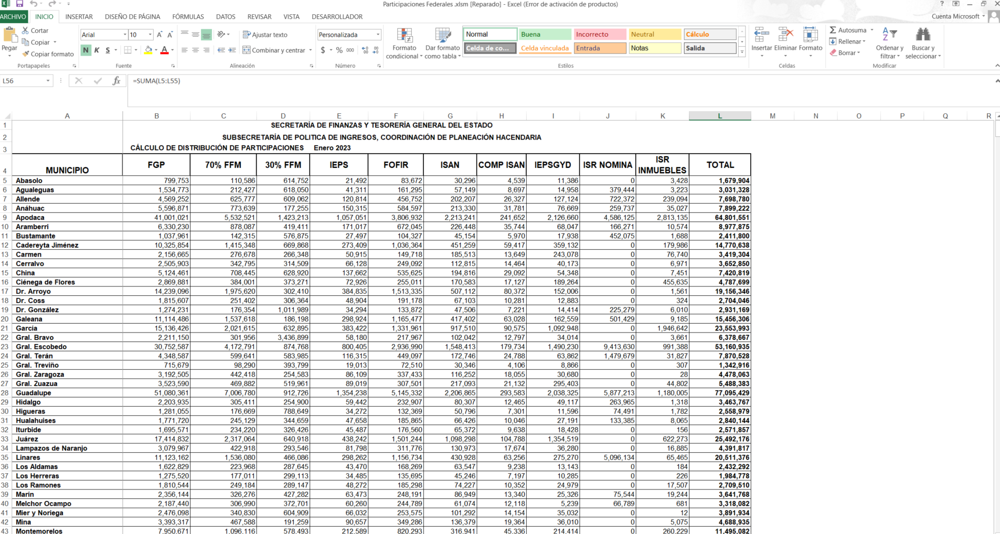 Participaciones Federales .xlsm [Reparado] - Excel (Error de activación de productos)
ARCHIVO INICIO INSERTAR DISEÑO DE PÁGINA FÓRMULAS DATOS REVISAR VISTA DESARROLLADOR Cuenta Microsoft
Pegar
Cortar
Copiar
Copiar formato
Portapapeles
Arial 10
N K S
Fuente
Ajustar texto
Combinar y centrar
Alineación
Personalizada
$ % 000
Número
Formato condicional
Dar formato como tabla
Normal Buena Incorrecto Neutral Cálculo
Celda de co... Celda vinculada Entrada Notas Salida
Estilos
Insertar Eliminar Formato
Celdas
Autosuma
Rellenar
Borrar
Ordenar y filtrar
Buscar y seleccionar
Modificar
L56 fx =SUMA(L5:L55)
A B C D E F G H I J K L M N O P Q R
1 SECRETARÍA DE FINANZAS Y TESORERÍA GENERAL DEL ESTADO
2 SUBSECRETARÍA DE POLITICA DE INGRESOS, COORDINACIÓN DE PLANEACIÓN HACENDARIA
3 CÁLCULO DE DISTRIBUCIÓN DE PARTICIPACIONES Enero 2023
4 MUNICIPIO FGP 70% FFM 30% FFM IEPS FOFIR ISAN COMP ISAN IEPSGYD ISR NOMINA ISR INMUEBLES TOTAL
5 Abasolo 799,753 110,586 614,752 21,492 83,672 30,296 4,539 11,386 0 3,428 1,679,904
6 Agualeguas 1,534,773 212,427 618,050 41,311 161,295 57,149 8,697 14,958 379,444 3,223 3,031,328
7 Allende 4,569,252 625,777 609,062 120,814 456,752 202,207 26,327 127,124 722,372 239,094 7,698,780
8 Anáhuac 5,596,871 773,639 177,255 150,315 584,597 213,330 31,781 76,669 259,737 35,027 7,899,222
9 Apodaca 41,001,021 5,532,521 1,423,213 1,057,051 3,806,932 2,213,241 241,652 2,126,660 4,586,125 2,813,135 64,801,551
10 Aramberri 6,330,230 878,087 419,411 171,017 672,045 226,448 35,744 68,047 166,271 10,574 8,977,875
11 Bustamante 1,037,961 142,315 576,875 27,497 104,327 45,154 5,970 17,938 452,075 1,688 2,411,800
12 Cadereyta Jiménez 10,325,854 1,415,348 669,868 273,409 1,036,364 451,259 59,417 359,132 0 179,986 14,770,638
13 Carmen 2,156,665 276,678 266,348 50,915 149,718 185,513 13,649 243,078 0 76,740 3,419,304
14 Cerralvo 2,505,903 342,795 314,509 66,128 249,092 112,815 14,464 40,173 0 6,971 3,652,850
15 China 5,124,461 708,445 628,920 137,662 535,625 194,816 29,092 54,348 0 7,451 7,420,819
16 Ciénega de Flores 2,869,881 384,001 373,271 72,926 255,011 170,583 17,127 189,264 0 455,635 4,787,699
17 Dr. Arroyo 14,239,096 1,975,620 302,410 384,835 1,513,335 507,112 80,372 152,006 0 1,561 19,156,346
18 Dr. Coss 1,815,607 251,402 306,364 48,904 191,178 67,103 10,281 12,883 0 324 2,704,046
19 Dr. González 1,274,231 176,354 1,011,989 34,294 133,872 47,506 7,221 14,414 225,279 6,010 2,931,169
20 Galeana 11,114,486 1,537,618 186,198 298,924 1,165,477 417,402 63,028 162,559 501,429 9,185 15,456,306
21 García 15,136,426 2,021,615 632,895 383,422 1,331,961 917,510 90,575 1,092,948 0 1,946,642 23,553,993
22 Gral. Bravo 2,211,150 301,956 3,436,899 58,180 217,967 102,042 12,797 34,014 0 3,661 6,378,667
23 Gral. Escobedo 30,752,587 4,172,791 874,768 800,405 2,936,990 1,548,413 179,734 1,490,230 9,413,630 991,388 53,160,935
24 Gral. Terán 4,348,587 599,641 583,985 116,315 449,097 172,746 24,788 63,862 1,479,679 31,827 7,870,528
25 Gral. Treviño 715,679 98,290 393,799 19,013 72,510 30,346 4,106 8,866 0 307 1,342,916
26 Gral. Zaragoza 3,192,505 442,418 254,583 86,109 337,433 116,252 18,055 30,680 0 28 4,478,063
27 Gral. Zuazua 3,523,590 469,882 519,961 89,019 307,501 217,093 21,132 295,403 0 44,802 5,488,383
28 Guadalupe 51,080,361 7,006,780 912,726 1,354,238 5,145,332 2,206,865 293,583 2,038,325 5,877,213 1,180,005 77,095,429
29 Hidalgo 2,203,935 305,411 254,900 59,442 232,907 80,307 12,465 49,117 263,965 1,318 3,463,767
30 Higueras 1,281,055 176,669 788,649 34,272 132,369 50,796 7,301 11,596 74,491 1,782 2,558,979
31 Hualahuises 1,771,720 245,129 344,659 47,658 185,865 66,426 10,046 27,191 133,385 8,065 2,840,144
32 Iturbide 1,695,571 234,220 326,426 45,487 176,560 65,372 9,638 18,428 0 156 2,571,857
33 Juárez 17,414,832 2,317,064 640,918 438,242 1,501,244 1,098,298 104,788 1,354,519 0 622,273 25,492,176
34 Lampazos de Naranjo 3,079,967 422,918 293,546 81,798 311,776 130,973 17,674 36,280 0 16,885 4,391,817
35 Linares 11,123,162 1,536,080 466,086 298,262 1,156,734 430,928 63,256 275,270 5,096,134 65,465 20,511,376
36 Los Aldamas 1,622,829 223,968 287,645 43,470 168,269 63,547 9,238 13,143 0 184 2,432,292
37 Los Herreras 1,275,520 177,011 299,113 34,485 135,695 45,246 7,197 10,285 0 226 1,984,778
38 Los Ramones 1,810,544 249,184 289,147 48,272 185,298 74,227 10,352 24,979 0 17,507 2,709,510
39 Marín 2,356,144 326,276 427,282 63,473 248,191 86,949 13,340 25,326 75,544 19,244 3,641,768
40 Melchor Ocampo 2,187,440 306,990 372,701 60,260 244,789 61,074 12,118 5,239 66,789 681 3,318,082
41 Mier y Noriega 2,476,098 340,830 604,909 66,032 253,575 101,292 14,154 35,032 0 12 3,891,934
42 Mina 3,393,317 467,588 191,259 90,657 349,286 136,379 19,364 36,010 0 5,075 4,688,935
43 Montemorelos 7,950,671 1,096,116 578,493 212,589 820,293 316,941 45,336 214,414 0 260,229 11,495,082